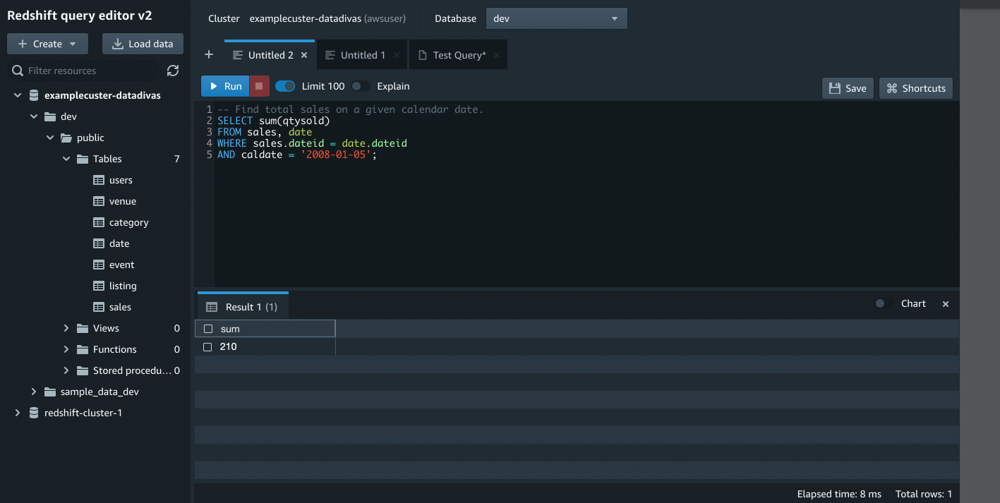 Redshift query editor v2
Create
Load data
Filter resources
examplecuster-datadivas
dev
public
Tables 7
users
venue
category
date
event
listing
sales
Views 0
Functions 0
Stored procedu... 0
sample_data_dev
redshift-cluster-1
Cluster examplecuster-datadivas (awsuser) Database dev
+ Untitled 2 × Untitled 1 × Test Query* ×
Run Limit 100 Explain Save Shortcuts
1 -- Find total sales on a given calendar date.
2 SELECT sum(qtysold)
3 FROM sales, date
4 WHERE sales.dateid = date.dateid
5 AND caldate = '2008-01-05';
Result 1 (1) Chart ×
sum
210
Elapsed time: 8 ms Total rows: 1